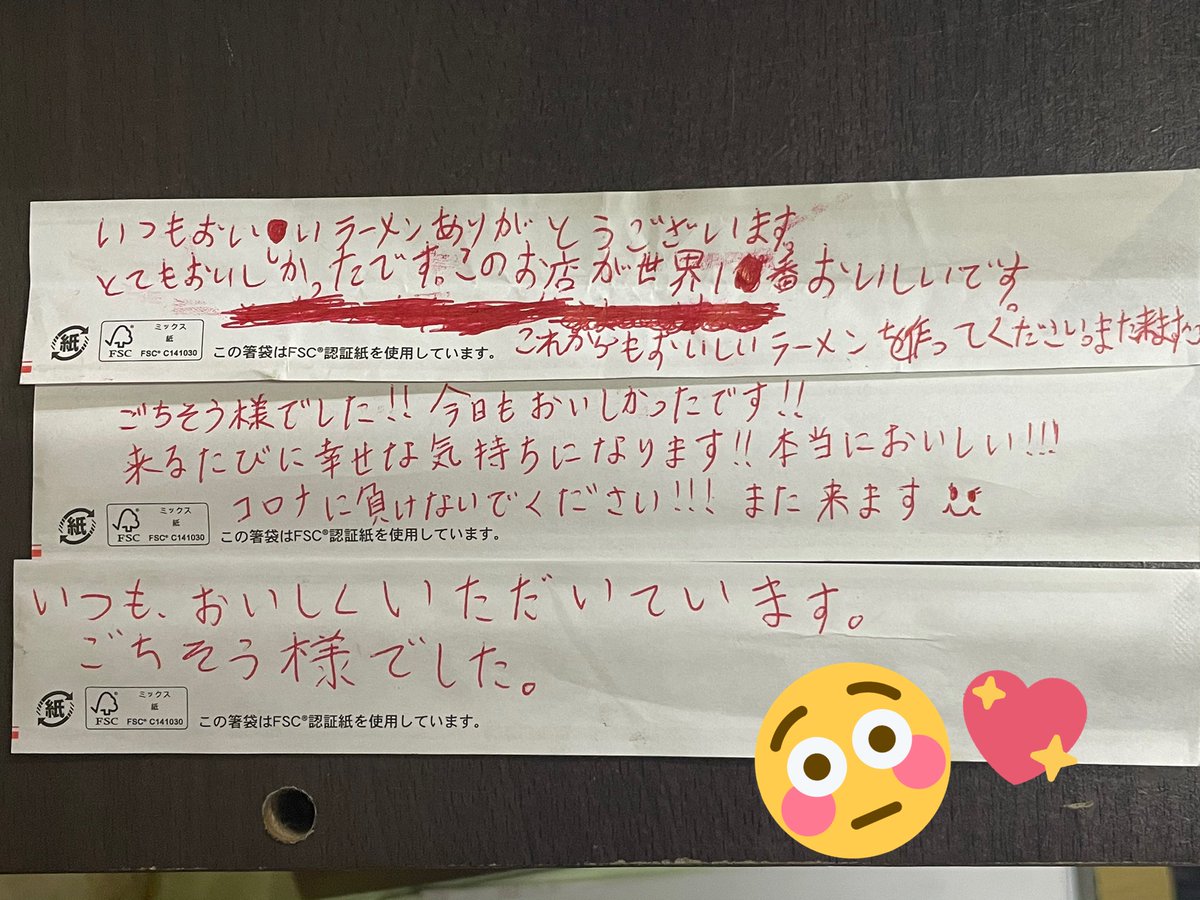 いつもおいいラーメンありがとうございます。
とてもおいしかったです。このお店が世界1番おいしいです。
これからもおいしいラーメンを作ってください。また来ます
紙
FSC®
ミックス
紙
FSC® C141030
この箸袋はFSC®認証紙を使用しています。
ごちそう様でした!! 今日もおいしかったです!!
来るたびに幸せな気持ちになります!! 本当においしい!!!
コロナに負けないでください!!! また来ます
紙
FSC
ミックス
紙
FSC® C141030
この箸袋はFSC®認証紙を使用しています。
いつも、おいしくいただいています。
ごちそう様でした。
紙
FSC
ミックス
紙
FSC® C141030
この箸袋はFSC®認証紙を使用しています。